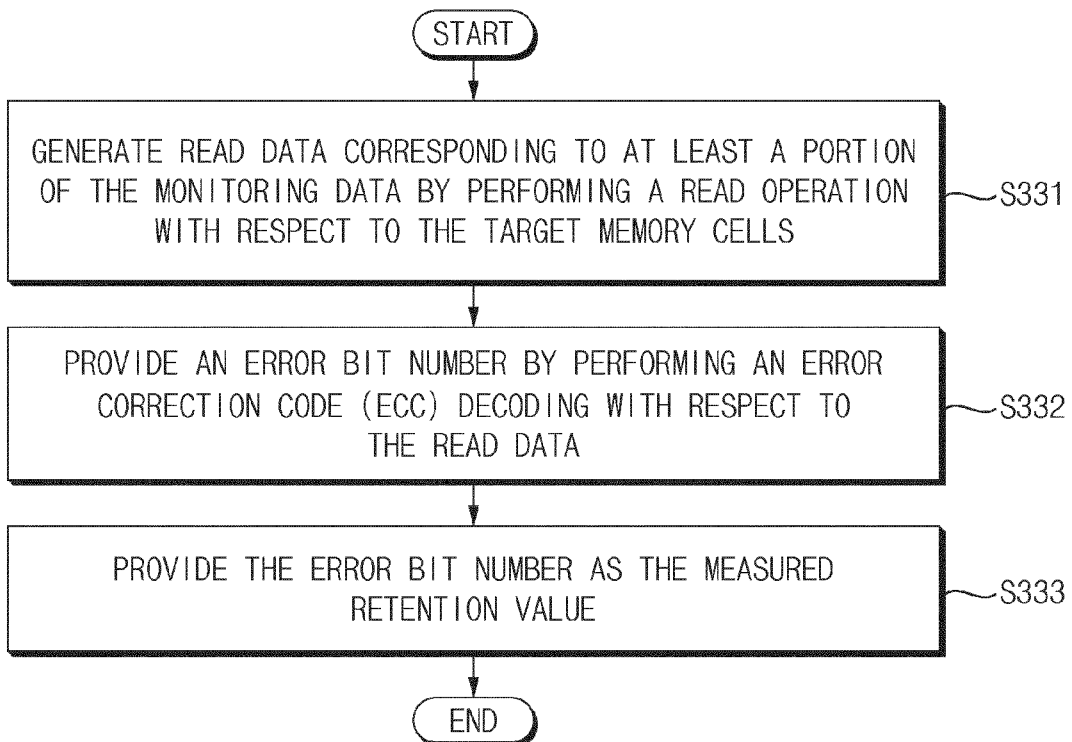 START
GENERATE READ DATA CORRESPONDING TO AT LEAST A PORTION
OF THE MONITORING DATA BY PERFORMING A READ OPERATION
WITH RESPECT TO THE TARGET MEMORY CELLS
S331
PROVIDE AN ERROR BIT NUMBER BY PERFORMING AN ERROR
CORRECTION CODE (ECC) DECODING WITH RESPECT TO
THE READ DATA
S332
PROVIDE THE ERROR BIT NUMBER AS THE MEASURED
RETENTION VALUE
S333
END